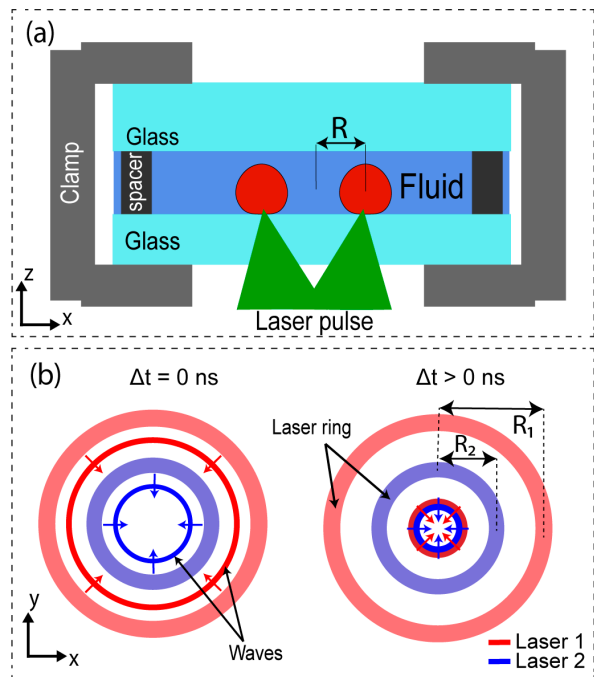 (a)
Glass
R
Clamp
spacer
Fluid
Glass
z
x
Laser pulse
(b)
Δt = 0 ns
Δt > 0 ns
Laser ring
R₁
R₂
y
x
Waves
Laser 1
Laser 2